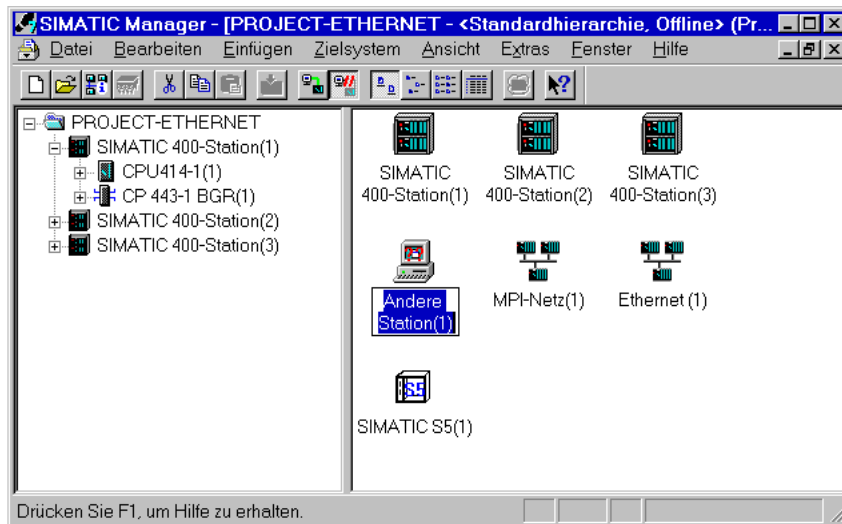 SIMATIC Manager - [PROJECT-ETHERNET - <Standardhierarchie, Offline> (Pr...
Datei Bearbeiten Einfügen Zielsystem Ansicht Extras Fenster Hilfe
PROJECT-ETHERNET
SIMATIC 400-Station(1)
CPU414-1(1)
CP 443-1 BGR(1)
SIMATIC 400-Station(2)
SIMATIC 400-Station(3)
SIMATIC
400-Station(1)
SIMATIC
400-Station(2)
SIMATIC
400-Station(3)
Andere
Station(1)
MPI-Netz(1)
Ethernet (1)
S5
SIMATIC S5(1)
Drücken Sie F1, um Hilfe zu erhalten.